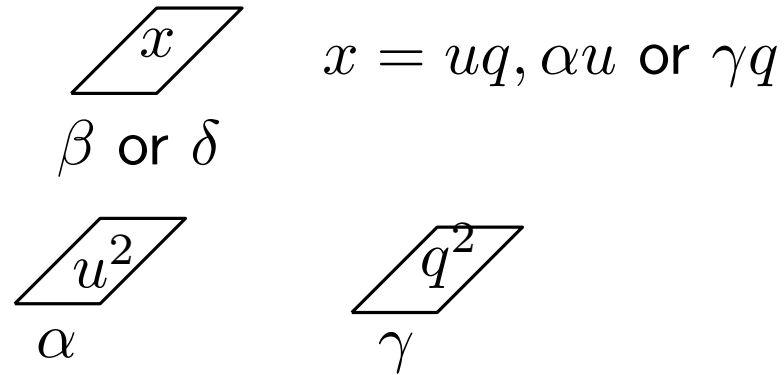 x x = uq, αu or γq
β or δ
u² q²
α γ